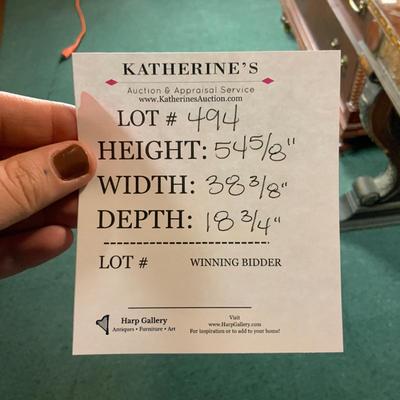 KATHERINE'S
Auction & Appraisal Service
www.KatherinesAuction.com
LOT # 494
HEIGHT: 54 5/8"
WIDTH: 38 3/8"
DEPTH: 18 3/4"
LOT # WINNING BIDDER
Harp Gallery
Antiques • Furniture • Art
Visit
www.HarpGallery.com
For inspiration or to add to your home!